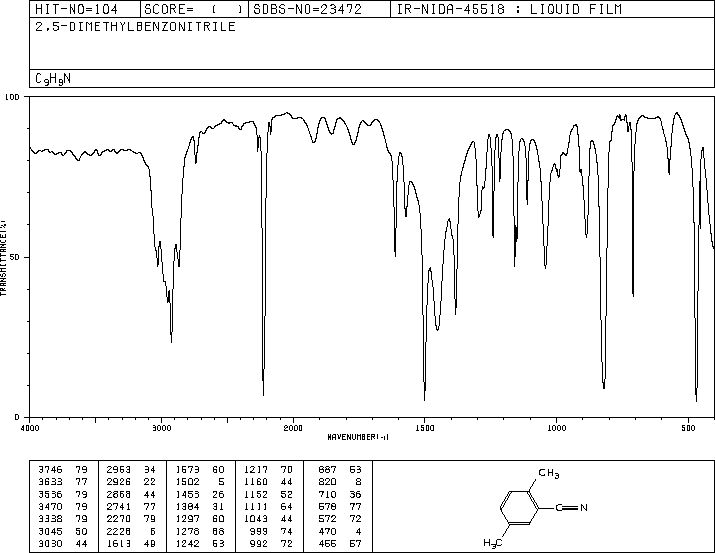 HIT-NO=104 SCORE= ( ) SDBS-NO=23472 IR-NIDA-45518 : LIQUID FILM
2,5-DIMETHYLBENZONITRILE
C9H9N
100
50
0
TRANSMITTANCE(%)
4000 3000 2000 1500 1000 500
WAVENUMBER(-1)
3746 79 2953 34 1573 60 1217 70 887 53
3633 77 2926 22 1502 5 1160 44 820 8
3536 79 2868 44 1453 26 1152 52 710 36
3470 79 2741 77 1384 31 1111 64 578 77
3338 79 2270 79 1297 60 1043 44 572 72
3045 50 2228 6 1278 68 999 74 470 4
3030 44 1613 49 1242 53 992 72 455 57
CH3
C≡N
H3C